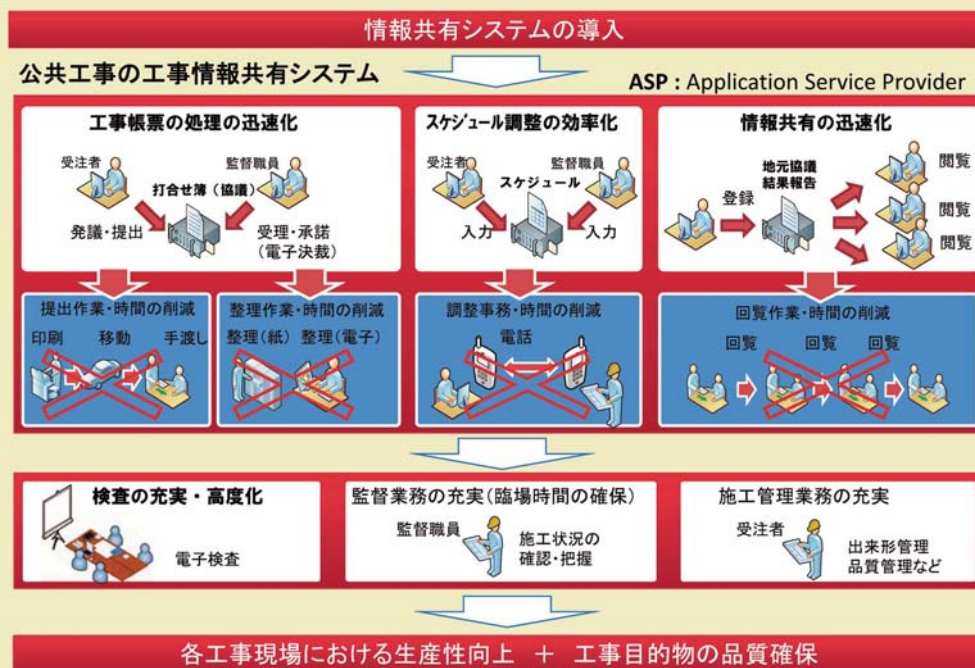 情報共有システムの導入
公共工事の工事情報共有システム
ASP : Application Service Provider
工事帳票の処理の迅速化
受注者
監督職員
打合せ簿（協議）
発議・提出
受理・承諾
（電子決裁）
スケジュール調整の効率化
受注者
監督職員
スケジュール
入力
入力
情報共有の迅速化
地元協議
結果報告
登録
閲覧
閲覧
閲覧
提出作業・時間の削減
印刷 移動 手渡し
整理作業・時間の削減
整理(紙) 整理(電子)
調整事務・時間の削減
電話
回覧作業・時間の削減
回覧 回覧 回覧
検査の充実・高度化
電子検査
監督業務の充実(臨場時間の確保)
監督職員
施工状況の
確認・把握
施工管理業務の充実
受注者
出来形管理
品質管理など
各工事現場における生産性向上 ＋ 工事目的物の品質確保